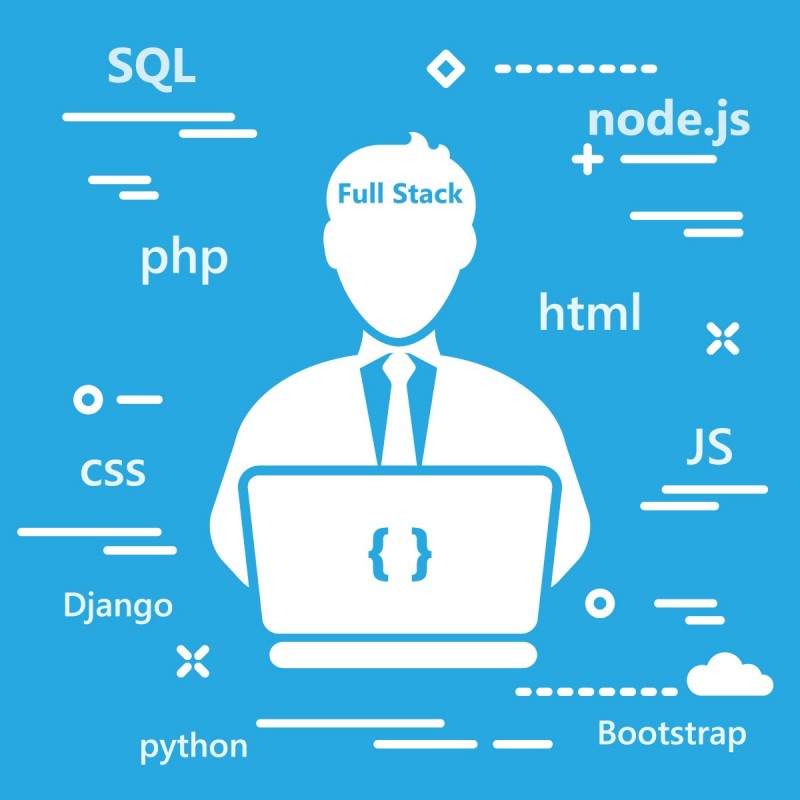 SQL
node.js
Full Stack
php
html
JS
css
{ }
Django
Bootstrap
python